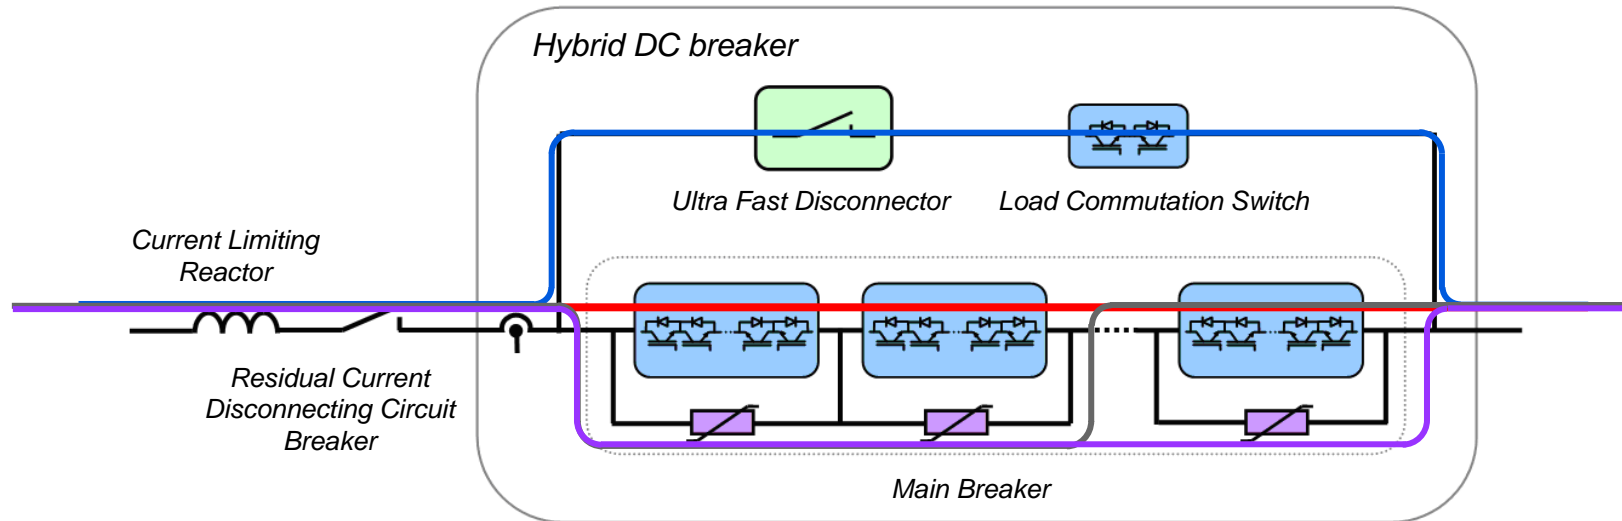 Hybrid DC breaker
Ultra Fast Disconnector
Load Commutation Switch
Current Limiting
Reactor
Residual Current
Disconnecting Circuit
Breaker
Main Breaker